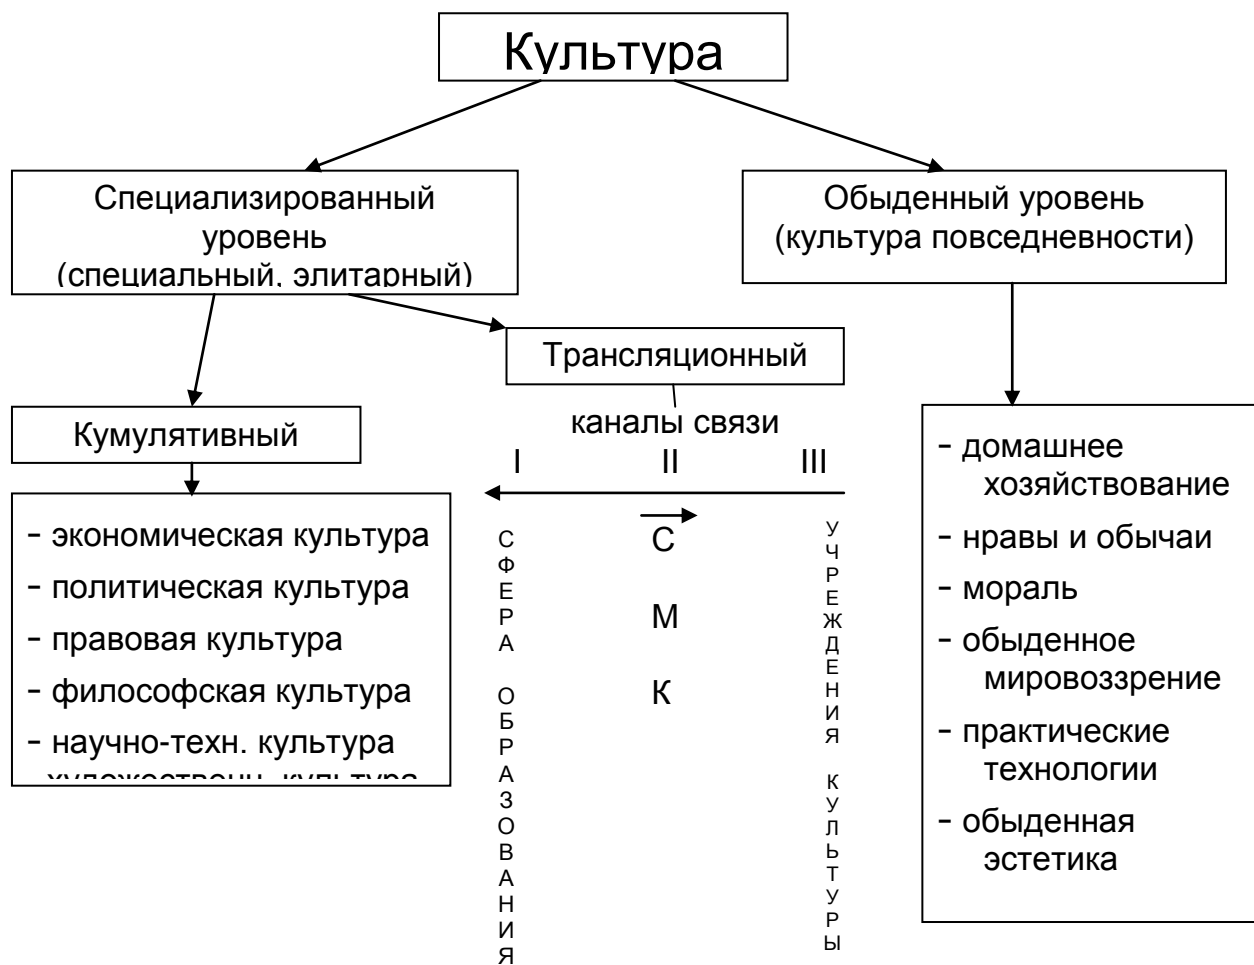 Культура
Специализированный
уровень
(специальный, элитарный)
Обыденный уровень
(культура повседневности)
Трансляционный
каналы связи
I II III
Кумулятивный
- экономическая культура
- политическая культура
- правовая культура
- философская культура
- научно-техн. культура
художественн. культура
СФЕРА ОБРАЗОВАНИЯ
С
М
К
УЧРЕЖДЕНИЯ КУЛЬТУРЫ
- домашнее
хозяйствование
- нравы и обычаи
- мораль
- обыденное
мировоззрение
- практические
технологии
- обыденная
эстетика